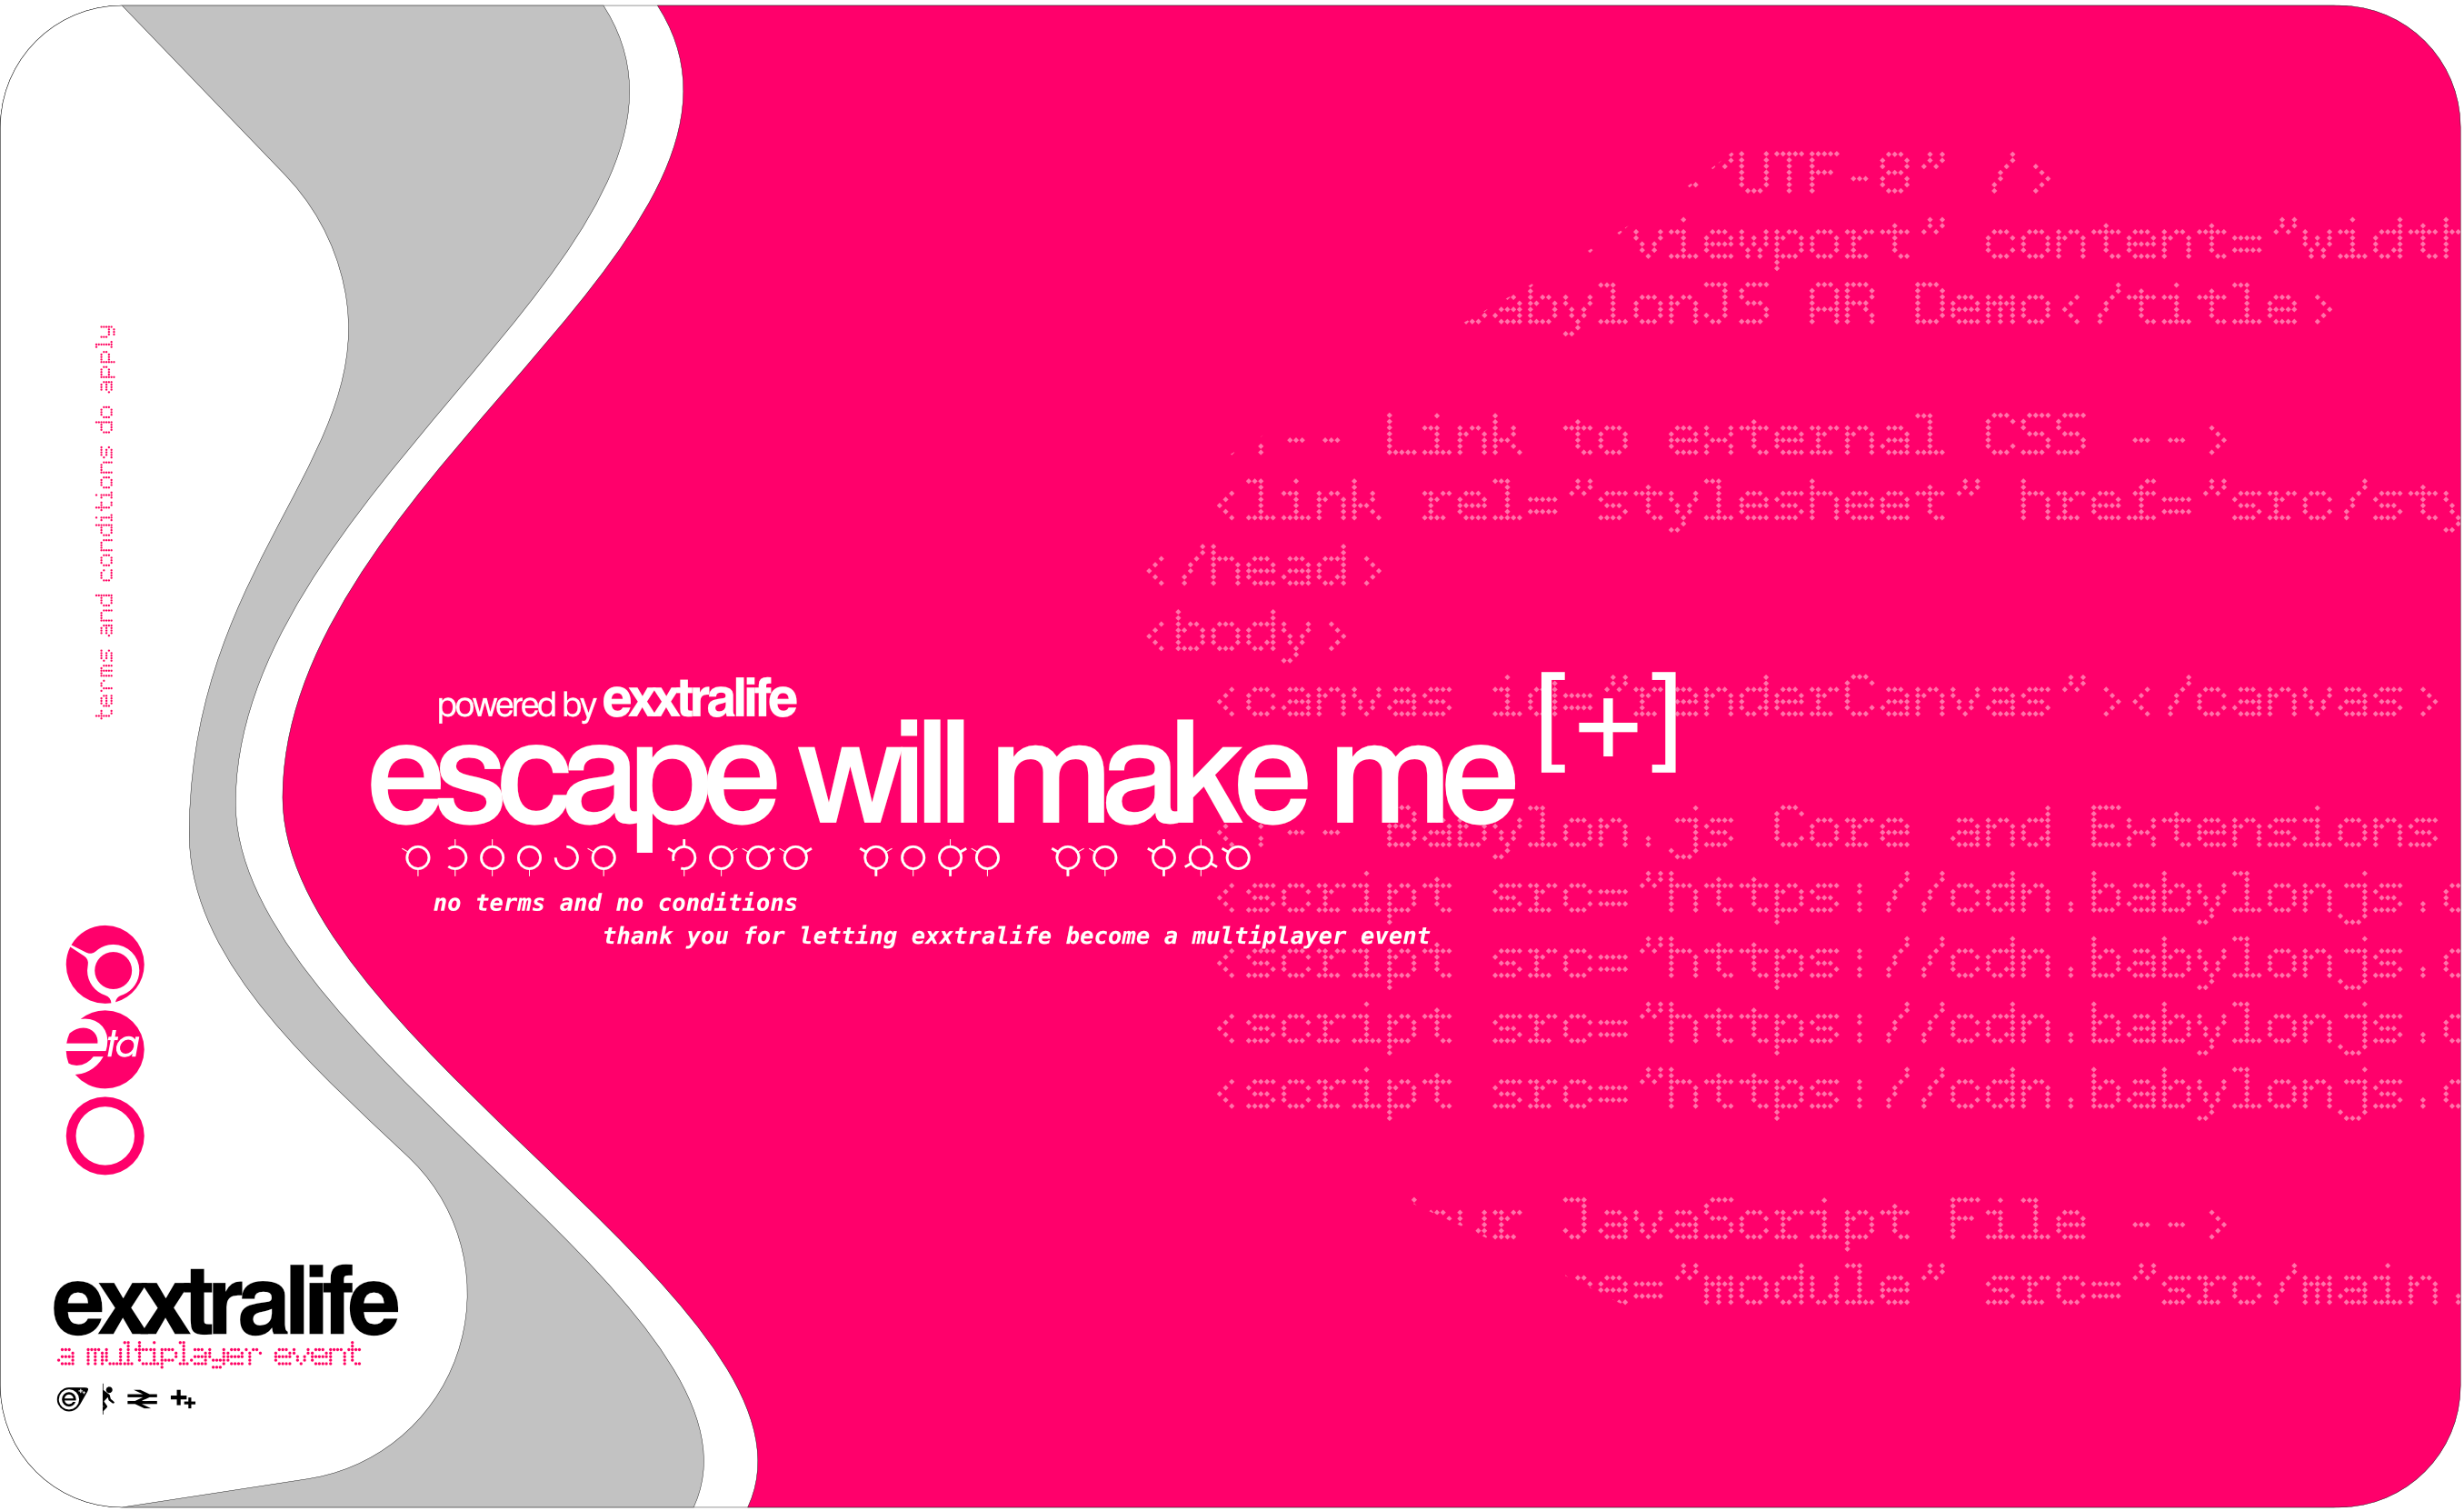 terms and conditions do apply
eta
exxtralife
a multiplayer event
e
powered by exxtralife
escape will make me [+]
no terms and no conditions
thank you for letting exxtralife become a multiplayer event
"UTF-8" />
"viewport" content="width
abylonJS AR Demo</title>
-- Link to external CSS -->
<link rel="stylesheet" href="src/sty
</head>
<body>
<canvas id="renderCanvas"></canvas>
<!-- Babylon.js Core and Extensions
<script src="https://cdn.babylonjs.c
<script src="https://cdn.babylonjs.c
<script src="https://cdn.babylonjs.c
<script src="https://cdn.babylonjs.c
ur JavaScript File -->
pe="module" src="src/main.